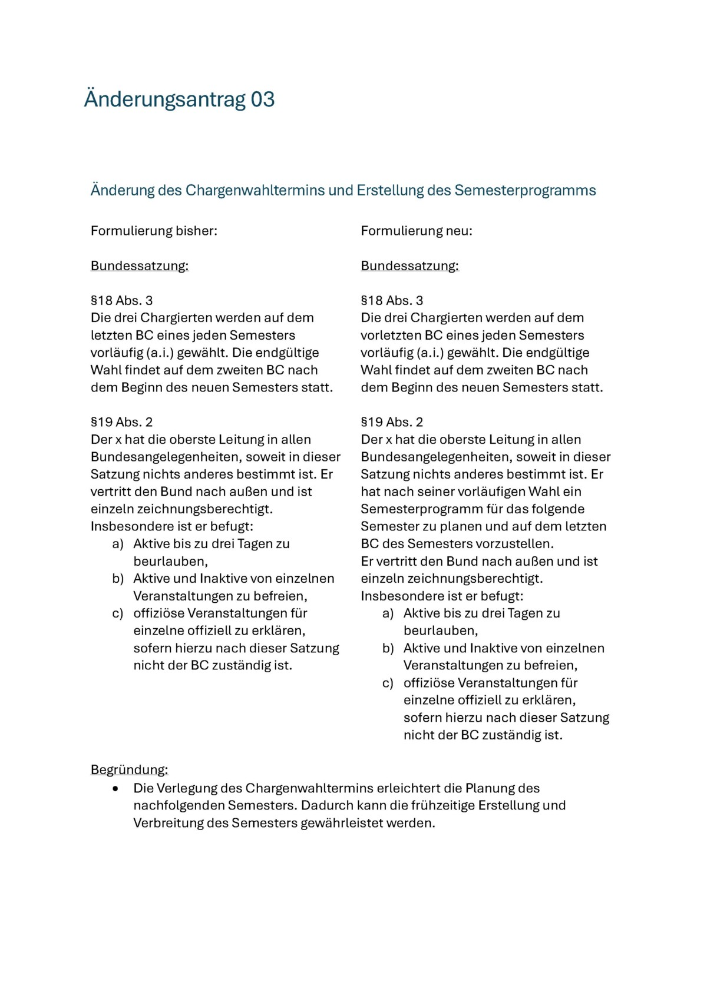 Änderungsantrag 03
Änderung des Chargenwahltermins und Erstellung des Semesterprogramms
Formulierung bisher:
Bundessatzung:
§18 Abs. 3
Die drei Chargierten werden auf dem
letzten BC eines jeden Semesters
vorläufig (a.i.) gewählt. Die endgültige
Wahl findet auf dem zweiten BC nach
dem Beginn des neuen Semesters statt.
§19 Abs. 2
Der x hat die oberste Leitung in allen
Bundesangelegenheiten, soweit in dieser
Satzung nichts anderes bestimmt ist. Er
vertritt den Bund nach außen und ist
einzeln zeichnungsberechtigt.
Insbesondere ist er befugt:
a) Aktive bis zu drei Tagen zu
beurlauben,
b) Aktive und Inaktive von einzelnen
Veranstaltungen zu befreien,
c) offiziöse Veranstaltungen für
einzelne offiziell zu erklären,
sofern hierzu nach dieser Satzung
nicht der BC zuständig ist.
Formulierung neu:
Bundessatzung:
§18 Abs. 3
Die drei Chargierten werden auf dem
vorletzten BC eines jeden Semesters
vorläufig (a.i.) gewählt. Die endgültige
Wahl findet auf dem zweiten BC nach
dem Beginn des neuen Semesters statt.
§19 Abs. 2
Der x hat die oberste Leitung in allen
Bundesangelegenheiten, soweit in dieser
Satzung nichts anderes bestimmt ist. Er
hat nach seiner vorläufigen Wahl ein
Semesterprogramm für das folgende
Semester zu planen und auf dem letzten
BC des Semesters vorzustellen.
Er vertritt den Bund nach außen und ist
einzeln zeichnungsberechtigt.
Insbesondere ist er befugt:
a) Aktive bis zu drei Tagen zu
beurlauben,
b) Aktive und Inaktive von einzelnen
Veranstaltungen zu befreien,
c) offiziöse Veranstaltungen für
einzelne offiziell zu erklären,
sofern hierzu nach dieser Satzung
nicht der BC zuständig ist.
Begründung:
• Die Verlegung des Chargenwahltermins erleichtert die Planung des
nachfolgenden Semesters. Dadurch kann die frühzeitige Erstellung und
Verbreitung des Semesters gewährleistet werden.